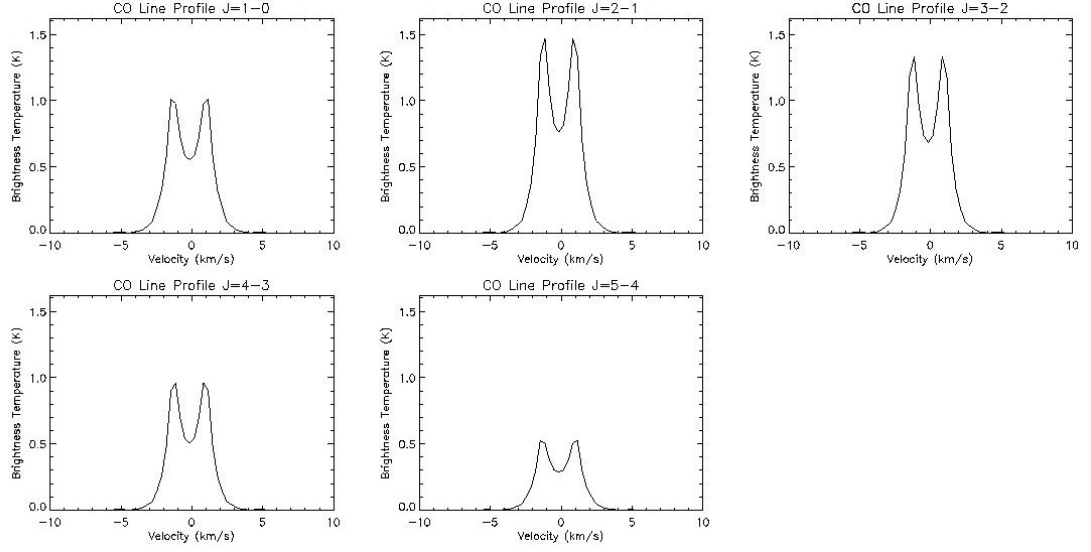 CO Line Profile J=1-0
Brightness Temperature (K)
1.5
1.0
0.5
0.0
-10 -5 0 5 10
Velocity (km/s)
CO Line Profile J=2-1
Brightness Temperature (K)
1.5
1.0
0.5
0.0
-10 -5 0 5 10
Velocity (km/s)
CO Line Profile J=3-2
Brightness Temperature (K)
1.5
1.0
0.5
0.0
-10 -5 0 5 10
Velocity (km/s)
CO Line Profile J=4-3
Brightness Temperature (K)
1.5
1.0
0.5
0.0
-10 -5 0 5 10
Velocity (km/s)
CO Line Profile J=5-4
Brightness Temperature (K)
1.5
1.0
0.5
0.0
-10 -5 0 5 10
Velocity (km/s)